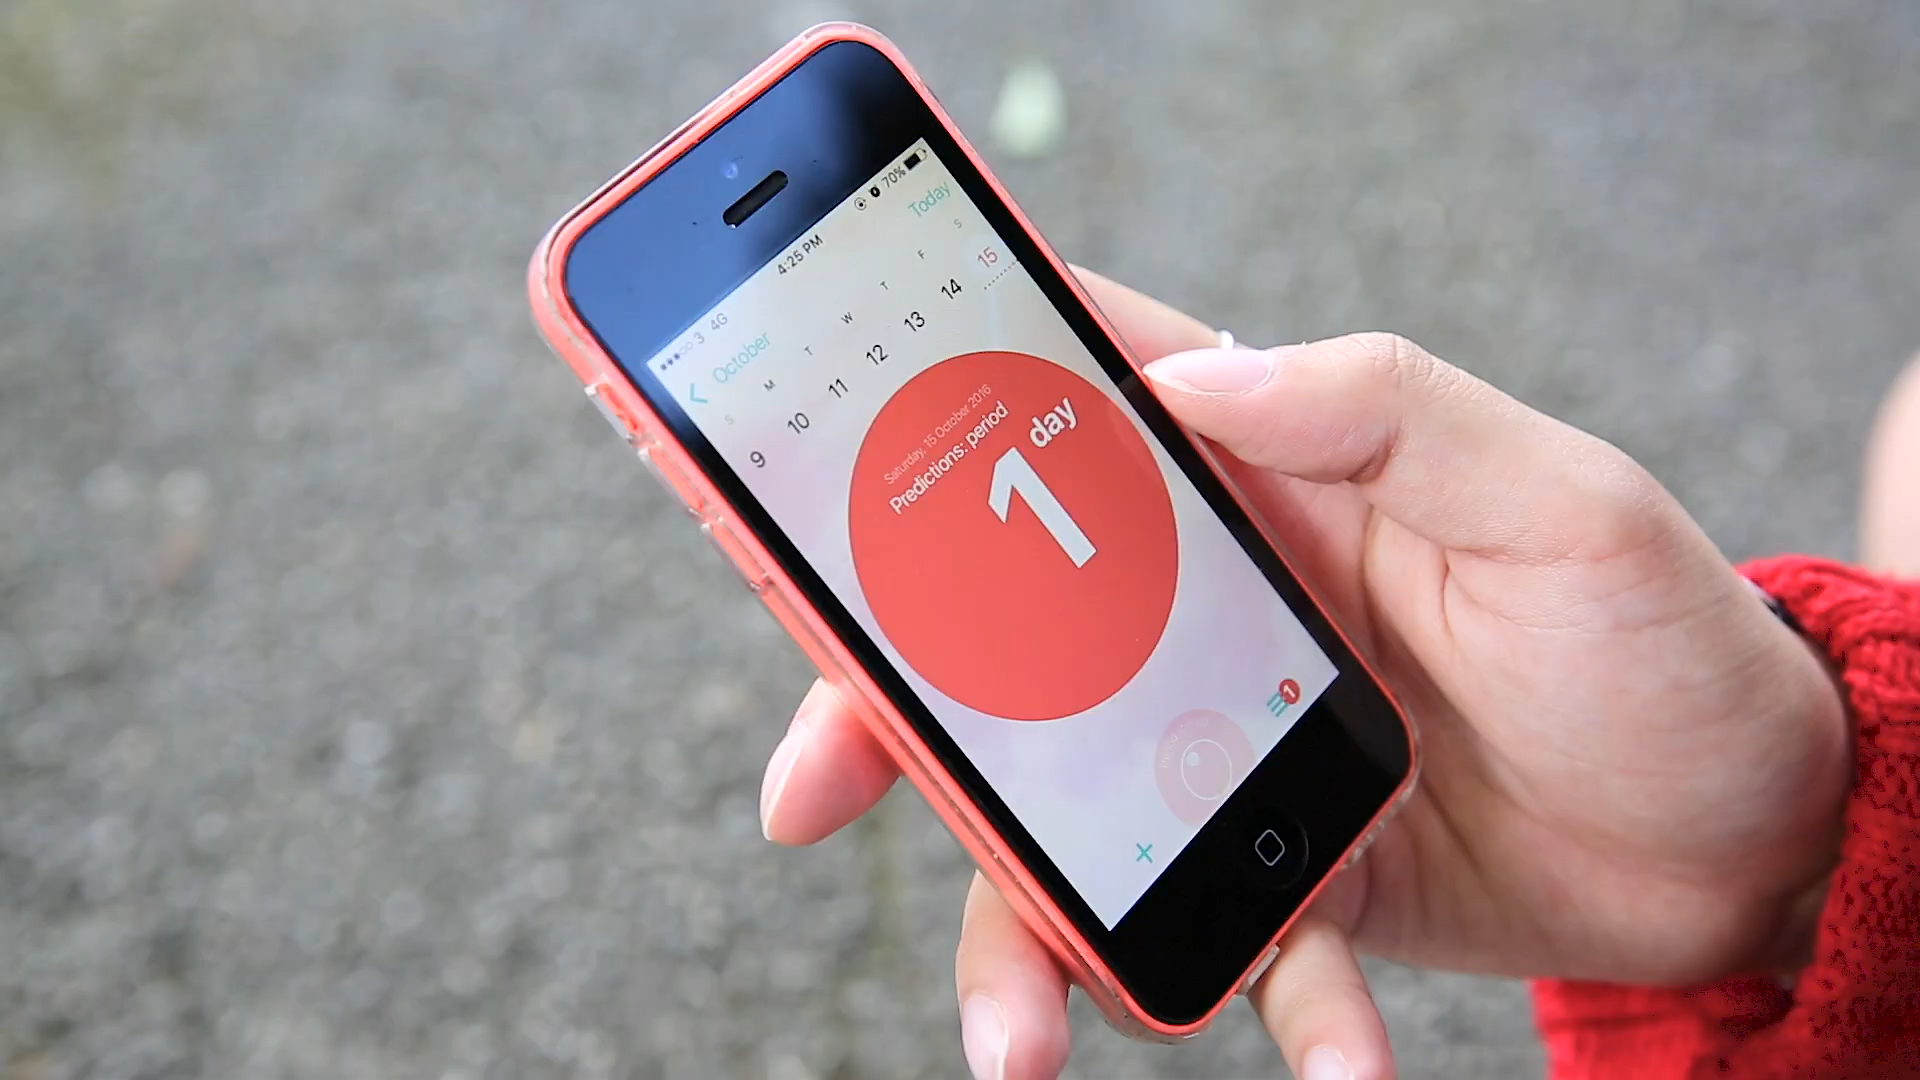 3 4G 4:25 PM 70%
October Today
S M T W T F S
9 10 11 12 13 14 15
Saturday, 15 October 2016
Predictions: period
1 day
1